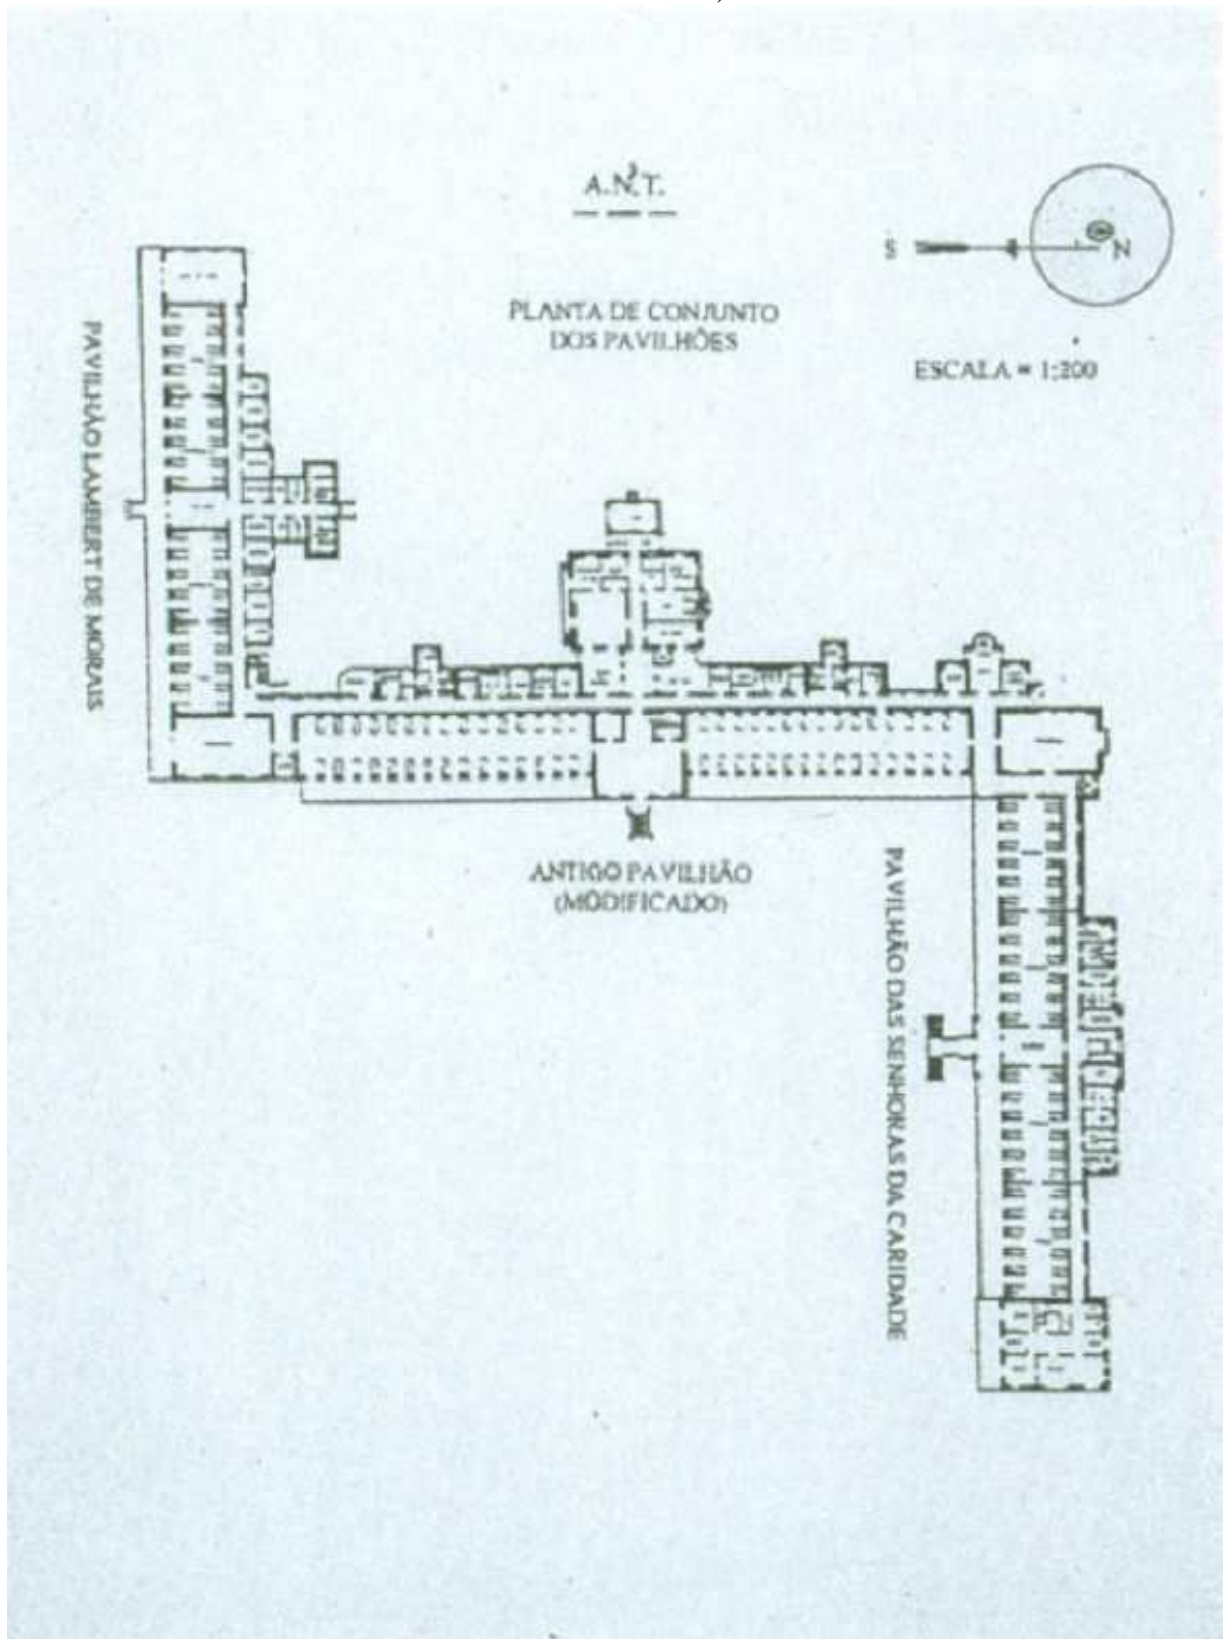 A.N.T.
S
N
PLANTA DE CONJUNTO
DOS PAVILHÕES
ESCALA = 1:200
PAVILHÃO LAMBERT DE MORAIS
ANTIGO PAVILHÃO
(MODIFICADO)
PAVILHÃO DAS SENHORAS DA CARIDADE